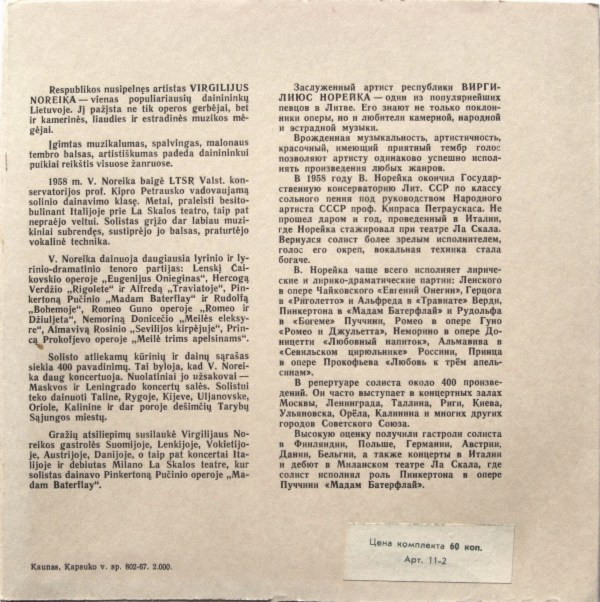 Respublikos nusipelnęs artistas VIRGILIJUS
NOREIKA — vienas populiariausių dainininkų
Lietuvoje. Jį pažįsta ne tik operos gerbėjai, bet
ir kamerinės, liaudies ir estradinės muzikos mė-
gėjai.
Įgimtas muzikalumas, spalvingas, malonaus
tembro balsas, artistiškumas padeda dainininkui
puikiai reikštis visuose žanruose.
1958 m. V. Noreika baigė LTSR Valst. kon-
servatorijos prof. Kipro Petrausko vadovaujamą
solinio dainavimo klasę. Metai, praleisti besito-
bulinant Italijoje prie La Skalos teatro, taip pat
nepraėjo veltui. Solistas grįžo dar labiau muzi-
kiniai subrendęs, sustiprėjo jo balsas, praturtėjo
vokalinė technika.
V. Noreika dainuoja daugiausia lyrinio ir ly-
rinio-dramatinio tenoro partijas: Lenskį Čai-
kovskio operoje „Eugenijus Onieginas“, Hercogą
Verdžio „Rigolete“ ir Alfredą „Traviatoje“, Pin-
kertoną Pučinio „Madam Baterflay“ ir Rudolfą
„Bohemoje“, Romeo Guno operoje „Romeo ir
Džiuljeta“, Nemoriną Donicečio „Meilės eleksy-
re“, Almavivą Rosinio „Sevilijos kirpėjuje“, Prin-
cą Prokofjevo operoje „Meilė trims apelsinams“.
Solisto atliekamų kūrinių ir dainų sąrašas
siekia 400 pavadinimų. Tai byloja, kad V. Norei-
ka daug koncertuoja. Nuolatiniai jo užsakovai —
Maskvos ir Leningrado koncertų salės. Solistui
teko dainuoti Taline, Rygoje, Kijeve, Uljanovske,
Oriole, Kalinine ir dar poroje dešimčių Tarybų
Sąjungos miestų.
Gražių atsiliepimų susilaukė Virgilijaus No-
reikos gastrolės Suomijoje, Lenkijoje, Vokietijo-
je, Austrijoje, Danijoje, o taip pat koncertai Ita-
lijoje ir debiutas Milano La Skalos teatre, kur
solistas dainavo Pinkertoną Pučinio operoje „Ma-
dam Baterflay“.
Kaunas, Kapsuko v. sp. 802-67. 2.000.
Заслуженный артист республики ВИРГИ-
ЛИЮС НОРЕЙКА — один из популярнейших
певцов в Литве. Его знают не только поклон-
ники оперы, но и любители камерной, народной
и эстрадной музыки.
Врожденная музыкальность, артистичность,
красочный, имеющий приятный тембр голос
позволяют артисту одинаково успешно испол-
нять произведения любых жанров.
В 1958 году В. Норейка окончил Государ-
ственную консерваторию Лит. ССР по классу
сольного пения под руководством Народного
артиста СССР проф. Кипраса Петраускаса. Не
прошел даром и год, проведенный в Италии,
где Норейка стажировал при театре Ла Скала.
Вернулся солист более зрелым исполнителем,
голос его окреп, вокальная техника стала
богаче.
В. Норейка чаще всего исполняет лириче-
ские и лирико-драматические партии: Ленского
в опере Чайковского «Евгений Онегин», Герцога
в «Риголетто» и Альфреда в «Травиате» Верди,
Пинкертона в «Мадам Батерфлай» и Рудольфа
в «Богеме» Пуччини, Ромео в опере Гуно
«Ромео и Джульетта», Неморино в опере До-
ницетти «Любовный напиток», Альмавива в
«Севильском цирюльнике» Россини, Принца
в опере Прокофьева «Любовь к трём апель-
синам».
В репертуаре солиста около 400 произве-
дений. Он часто выступает в концертных залах
Москвы, Ленинграда, Таллина, Риги, Киева,
Ульяновска, Орёла, Калинина и многих других
городов Советского Союза.
Высокую оценку получили гастроли солиста
в Финляндии, Польше, Германии, Австрии,
Дании, Бельгии, а также концерты в Италии
и дебют в Миланском театре Ла Скала, где
солист исполнил роль Пинкертона в опере
Пуччини «Мадам Батерфлай».
Цена комплекта 60 коп.
Арт. 11-2